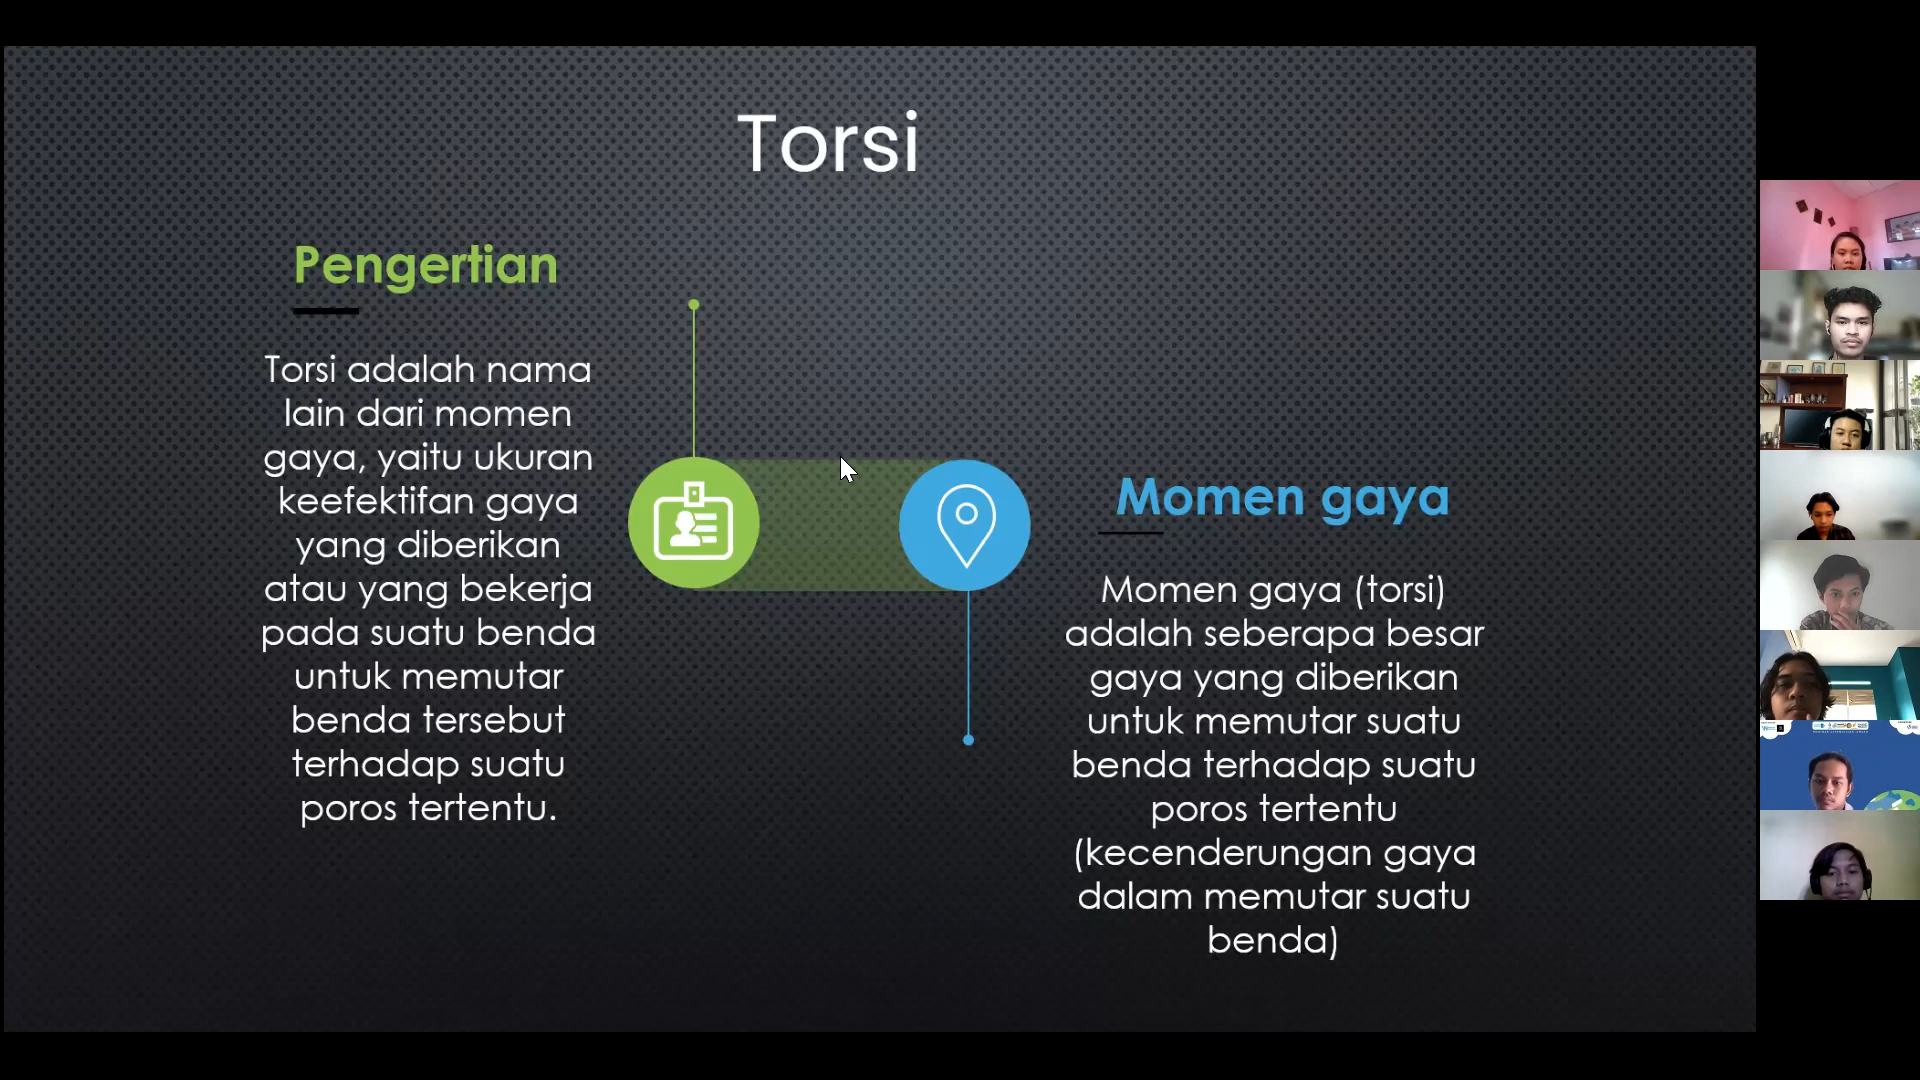 Torsi
Pengertian
Torsi adalah nama
lain dari momen
gaya, yaitu ukuran
keefektifan gaya
yang diberikan
atau yang bekerja
pada suatu benda
untuk memutar
benda tersebut
terhadap suatu
poros tertentu.
Momen gaya
Momen gaya (torsi)
adalah seberapa besar
gaya yang diberikan
untuk memutar suatu
benda terhadap suatu
poros tertentu
(kecenderungan gaya
dalam memutar suatu
benda)